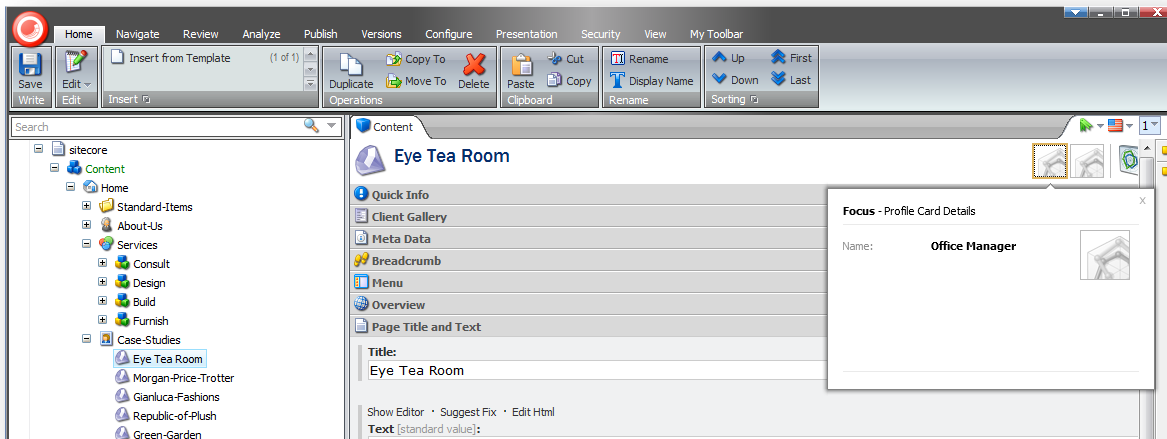 Home Navigate Review Analyze Publish Versions Configure Presentation Security View My Toolbar
Save
Write
Edit
Edit
Insert from Template (1 of 1)
Insert
Duplicate
Copy To
Move To
Delete
Operations
Paste
Cut
Copy
Clipboard
Rename
Display Name
Rename
Up
Down
First
Last
Sorting
Search
sitecore
Content
Home
Standard-Items
About-Us
Services
Consult
Design
Build
Furnish
Case-Studies
Eye Tea Room
Morgan-Price-Trotter
Gianluca-Fashions
Republic-of-Plush
Green-Garden
Content
1
Eye Tea Room
Quick Info
Client Gallery
Meta Data
Breadcrumb
Menu
Overview
Page Title and Text
Title:
Eye Tea Room
Show Editor · Suggest Fix · Edit Html
Text [standard value]:
x
Focus - Profile Card Details
Name: Office Manager